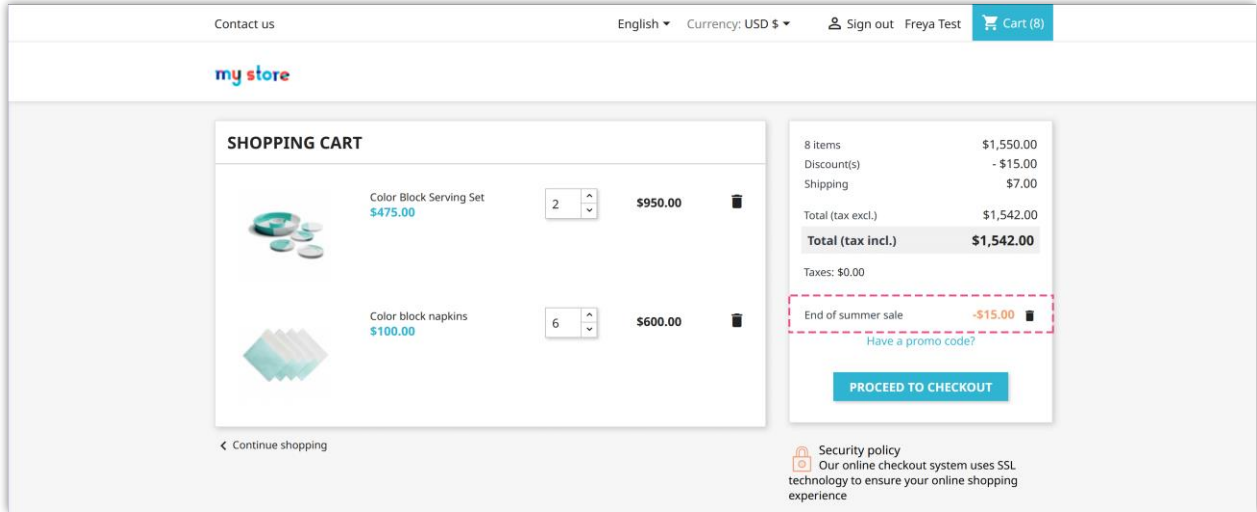 Contact us
English Currency: USD $ Sign out Freya Test Cart (8)
my store
SHOPPING CART
Color Block Serving Set
$475.00
2
$950.00
Color block napkins
$100.00
6
$600.00
Continue shopping
8 items $1,550.00
Discount(s) - $15.00
Shipping $7.00
Total (tax excl.) $1,542.00
Total (tax incl.) $1,542.00
Taxes: $0.00
End of summer sale -$15.00
Have a promo code?
PROCEED TO CHECKOUT
Security policy
Our online checkout system uses SSL
technology to ensure your online shopping
experience